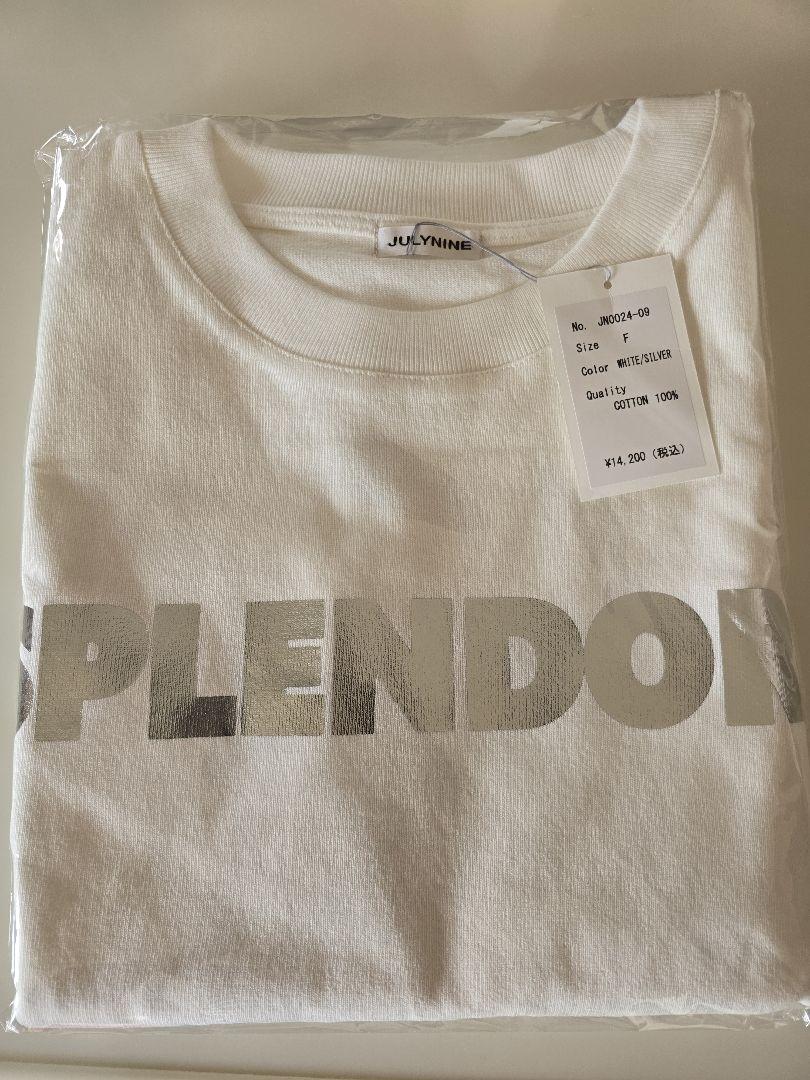 JULYNINE
No. JN0024-09
Size F
Color WHITE/SILVER
Quality
COTTON 100%
¥14,200 (税込)
SPLENDOR